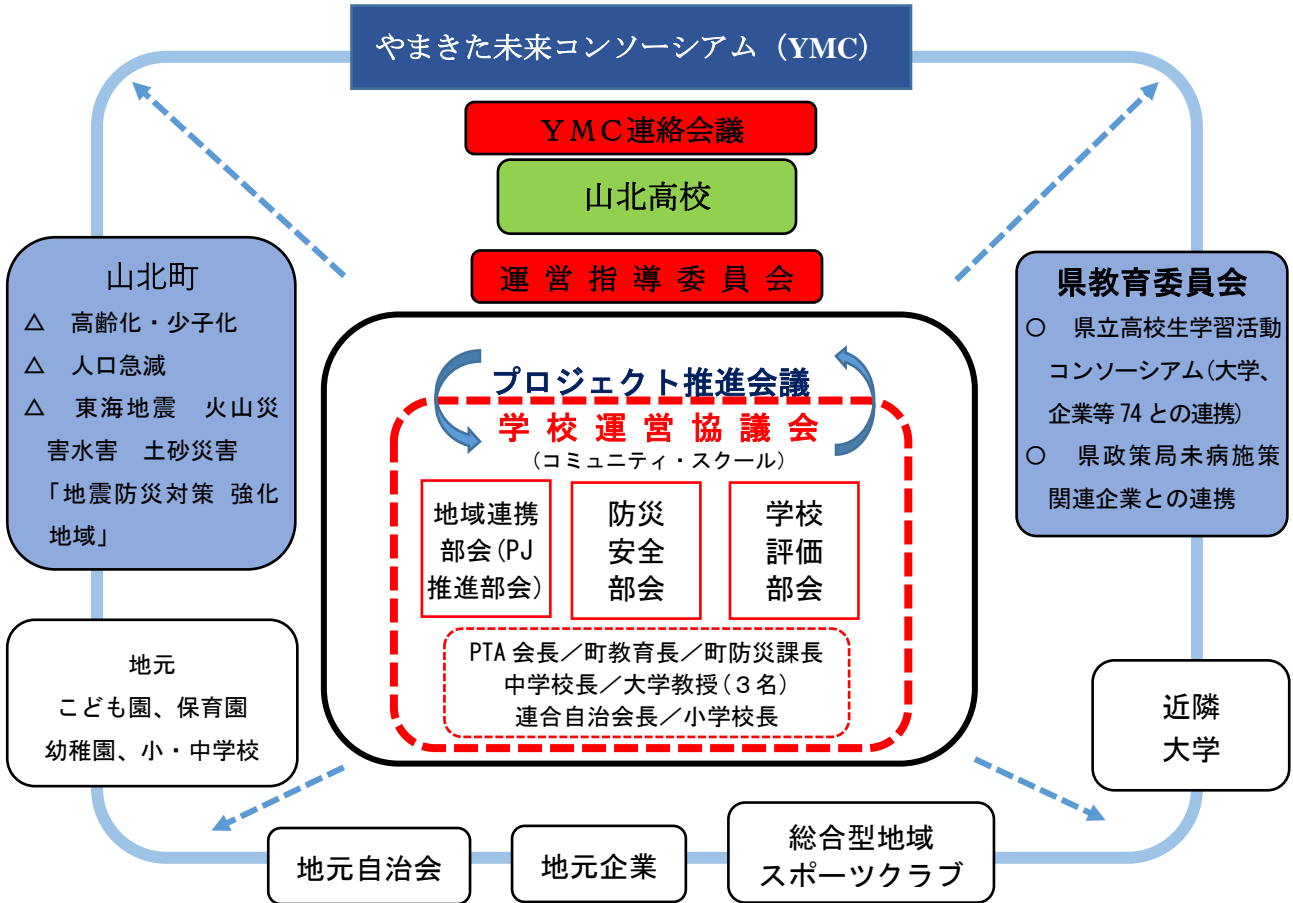 やまきた未来コンソーシアム（YMC）
ＹＭＣ連絡会議
山北高校
運営指導委員会
山北町
△　高齢化・少子化
△　人口急減
△　東海地震　火山災
害水害　土砂災害
「地震防災対策 強化
地域」
県教育委員会
○　県立高校生学習活動
コンソーシアム(大学、
企業等 74 との連携)
○　県政策局未病施策
関連企業との連携
プロジェクト推進会議
学校運営協議会
（コミュニティ・スクール）
地域連携
部会(PJ
推進部会)
防災
安全
部会
学校
評価
部会
PTA 会長／町教育長／町防災課長
中学校長／大学教授(３名)
連合自治会長／小学校長
地元
こども園、保育園
幼稚園、小・中学校
近隣
大学
地元自治会
地元企業
総合型地域
スポーツクラブ